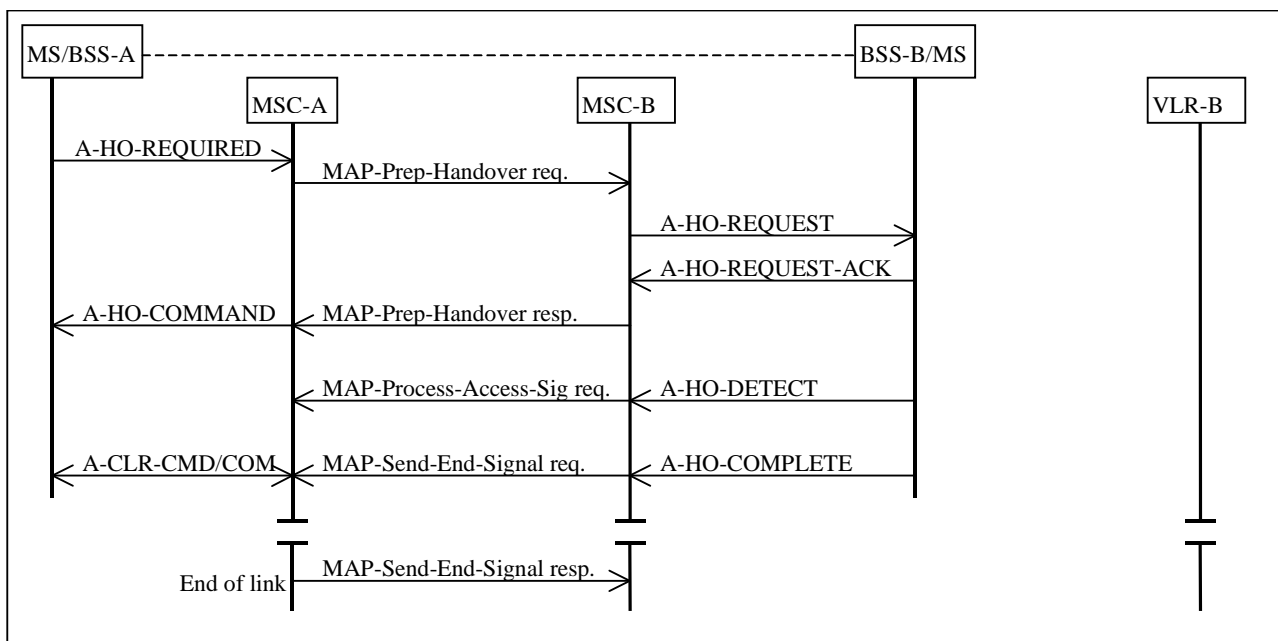 MS/BSS-A
BSS-B/MS
MSC-A
MSC-B
VLR-B
A-HO-REQUIRED
MAP-Prep-Handover req.
A-HO-REQUEST
A-HO-REQUEST-ACK
A-HO-COMMAND
MAP-Prep-Handover resp.
MAP-Process-Access-Sig req.
A-HO-DETECT
A-CLR-CMD/COM
MAP-Send-End-Signal req.
A-HO-COMPLETE
End of link
MAP-Send-End-Signal resp.